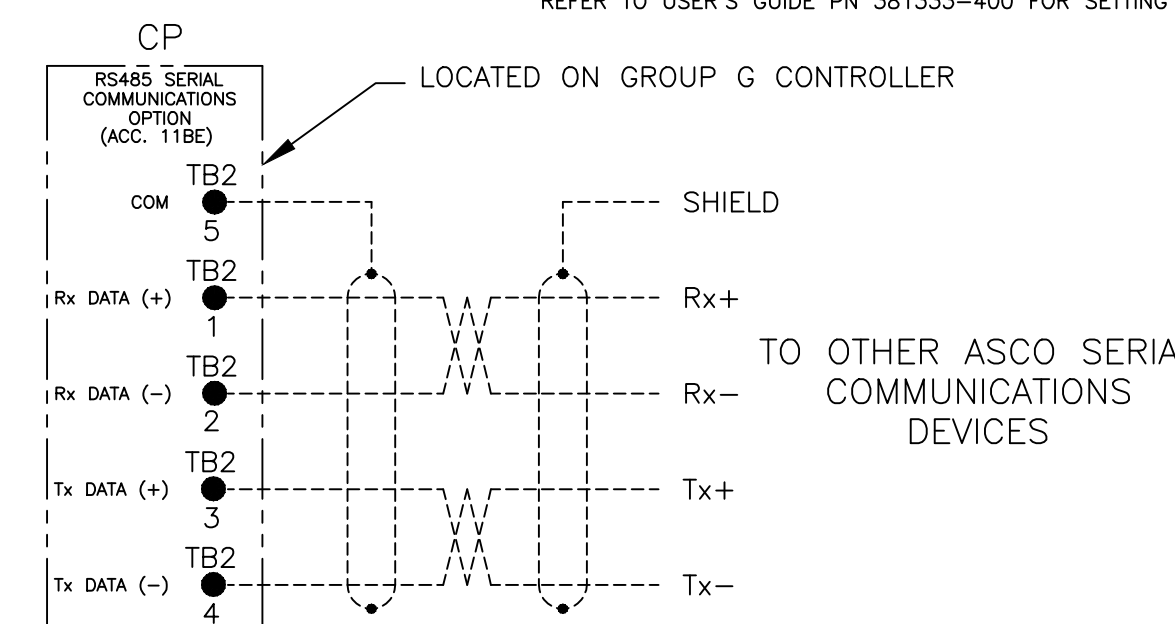 REFER TO USER'S GUIDE PN 381333-400 FOR SETTING
CP
RS485 SERIAL
COMMUNICATIONS
OPTION
(ACC. 11BE)
LOCATED ON GROUP G CONTROLLER
TB2
COM
5
SHIELD
TB2
Rx DATA (+)
1
Rx+
TB2
Rx DATA (-)
2
Rx-
TO OTHER ASCO SERIA
COMMUNICATIONS
DEVICES
TB2
Tx DATA (+)
3
Tx+
TB2
Tx DATA (-)
4
Tx-